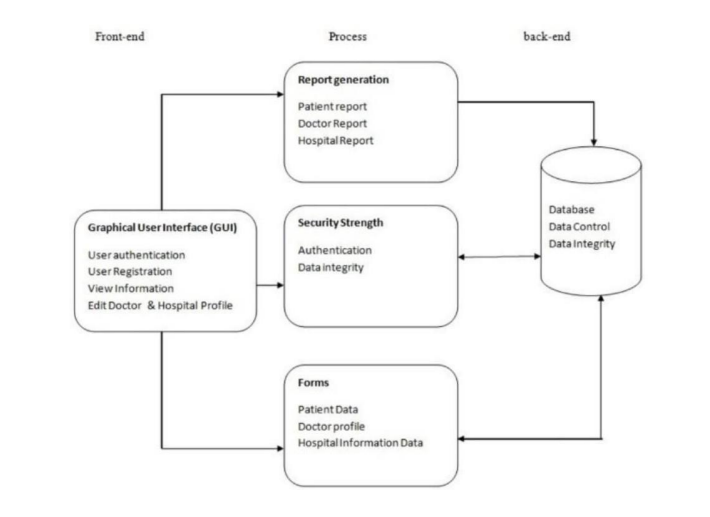 Front-end
Process
back-end
Report generation
Patient report
Doctor Report
Hospital Report
Graphical User Interface (GUI)
User authentication
User Registration
View Information
Edit Doctor & Hospital Profile
Security Strength
Authentication
Data integrity
Database
Data Control
Data Integrity
Forms
Patient Data
Doctor profile
Hospital Information Data